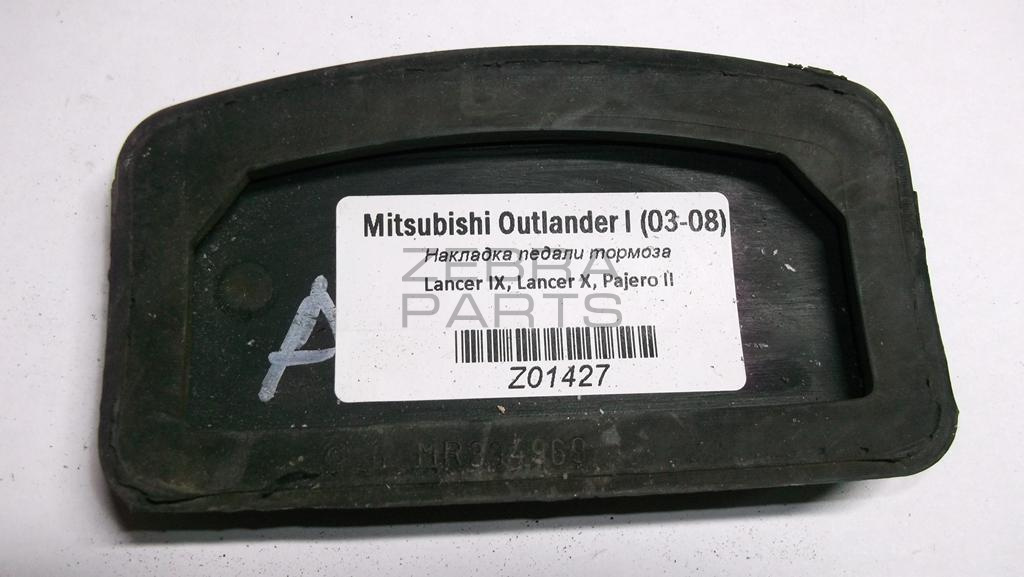 Mitsubishi Outlander I (03-08)
Накладка педали тормоза
Lancer IX, Lancer X, Pajero II
ZEBRA
PARTS
Z01427
A